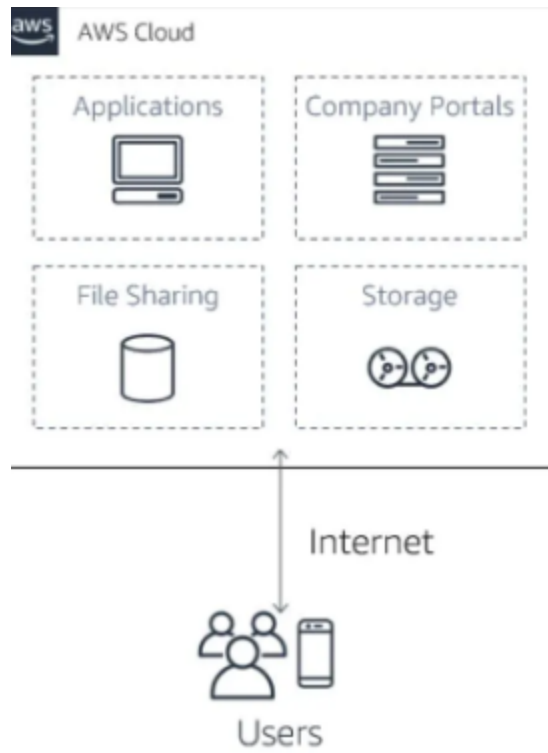 aws
AWS Cloud
Applications
Company Portals
File Sharing
Storage
Internet
Users